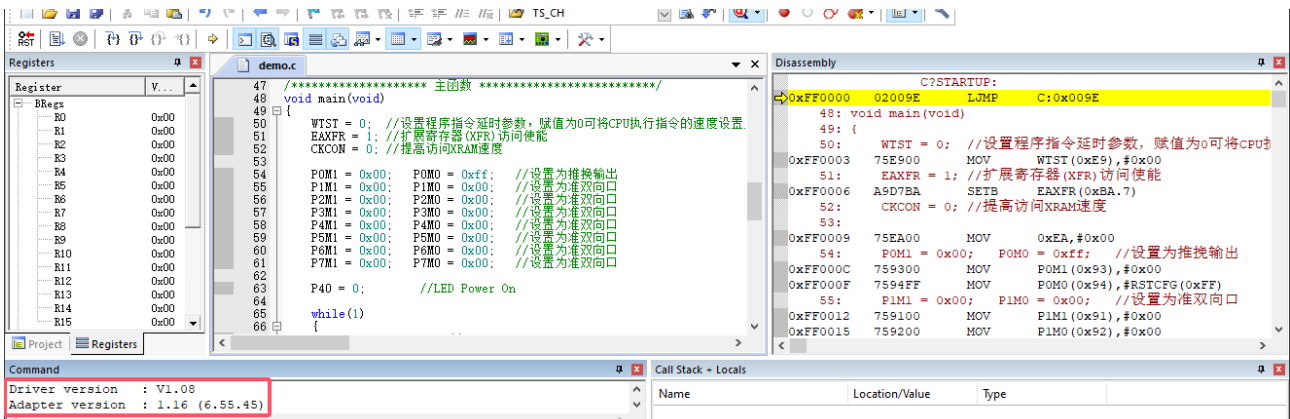 TS_CH
RST
Registers
Register V...
BRegs
R0 0x00
R1 0x00
R2 0x00
R3 0x00
R4 0x00
R5 0x00
R6 0x00
R7 0x00
R8 0x00
R9 0x00
R10 0x00
R11 0x00
R12 0x00
R13 0x00
R14 0x00
R15 0x00
Project Registers
demo.c
47 /******************** 主函数 **************************/
48 void main(void)
49 {
50 WTST = 0; //设置程序指令延时参数，赋值为0可将CPU执行指令的速度设置
51 EAXFR = 1; //扩展寄存器(XFR)访问使能
52 CKCON = 0; //提高访问XRAM速度
53
54 P0M1 = 0x00; P0M0 = 0xff; //设置为推挽输出
55 P1M1 = 0x00; P1M0 = 0x00; //设置为准双向口
56 P2M1 = 0x00; P2M0 = 0x00; //设置为准双向口
57 P3M1 = 0x00; P3M0 = 0x00; //设置为准双向口
58 P4M1 = 0x00; P4M0 = 0x00; //设置为准双向口
59 P5M1 = 0x00; P5M0 = 0x00; //设置为准双向口
60 P6M1 = 0x00; P6M0 = 0x00; //设置为准双向口
61 P7M1 = 0x00; P7M0 = 0x00; //设置为准双向口
62
63 P40 = 0; //LED Power On
64
65 while(1)
66 {
Disassembly
C?STARTUP:
0xFF0000 02009E LJMP C:0x009E
48: void main(void)
49: {
50: WTST = 0; //设置程序指令延时参数，赋值为0可将CPU执
0xFF0003 75E900 MOV WTST(0xE9),#0x00
51: EAXFR = 1; //扩展寄存器(XFR)访问使能
0xFF0006 A9D7BA SETB EAXFR(0xBA.7)
52: CKCON = 0; //提高访问XRAM速度
53:
0xFF0009 75EA00 MOV 0xEA,#0x00
54: P0M1 = 0x00; P0M0 = 0xff; //设置为推挽输出
0xFF000C 759300 MOV P0M1(0x93),#0x00
0xFF000F 7594FF MOV P0M0(0x94),#RSTCFG(0xFF)
55: P1M1 = 0x00; P1M0 = 0x00; //设置为准双向口
0xFF0012 759100 MOV P1M1(0x91),#0x00
0xFF0015 759200 MOV P1M0(0x92),#0x00
Command
Driver version : V1.08
Adapter version : 1.16 (6.55.45)
Call Stack + Locals
Name Location/Value Type